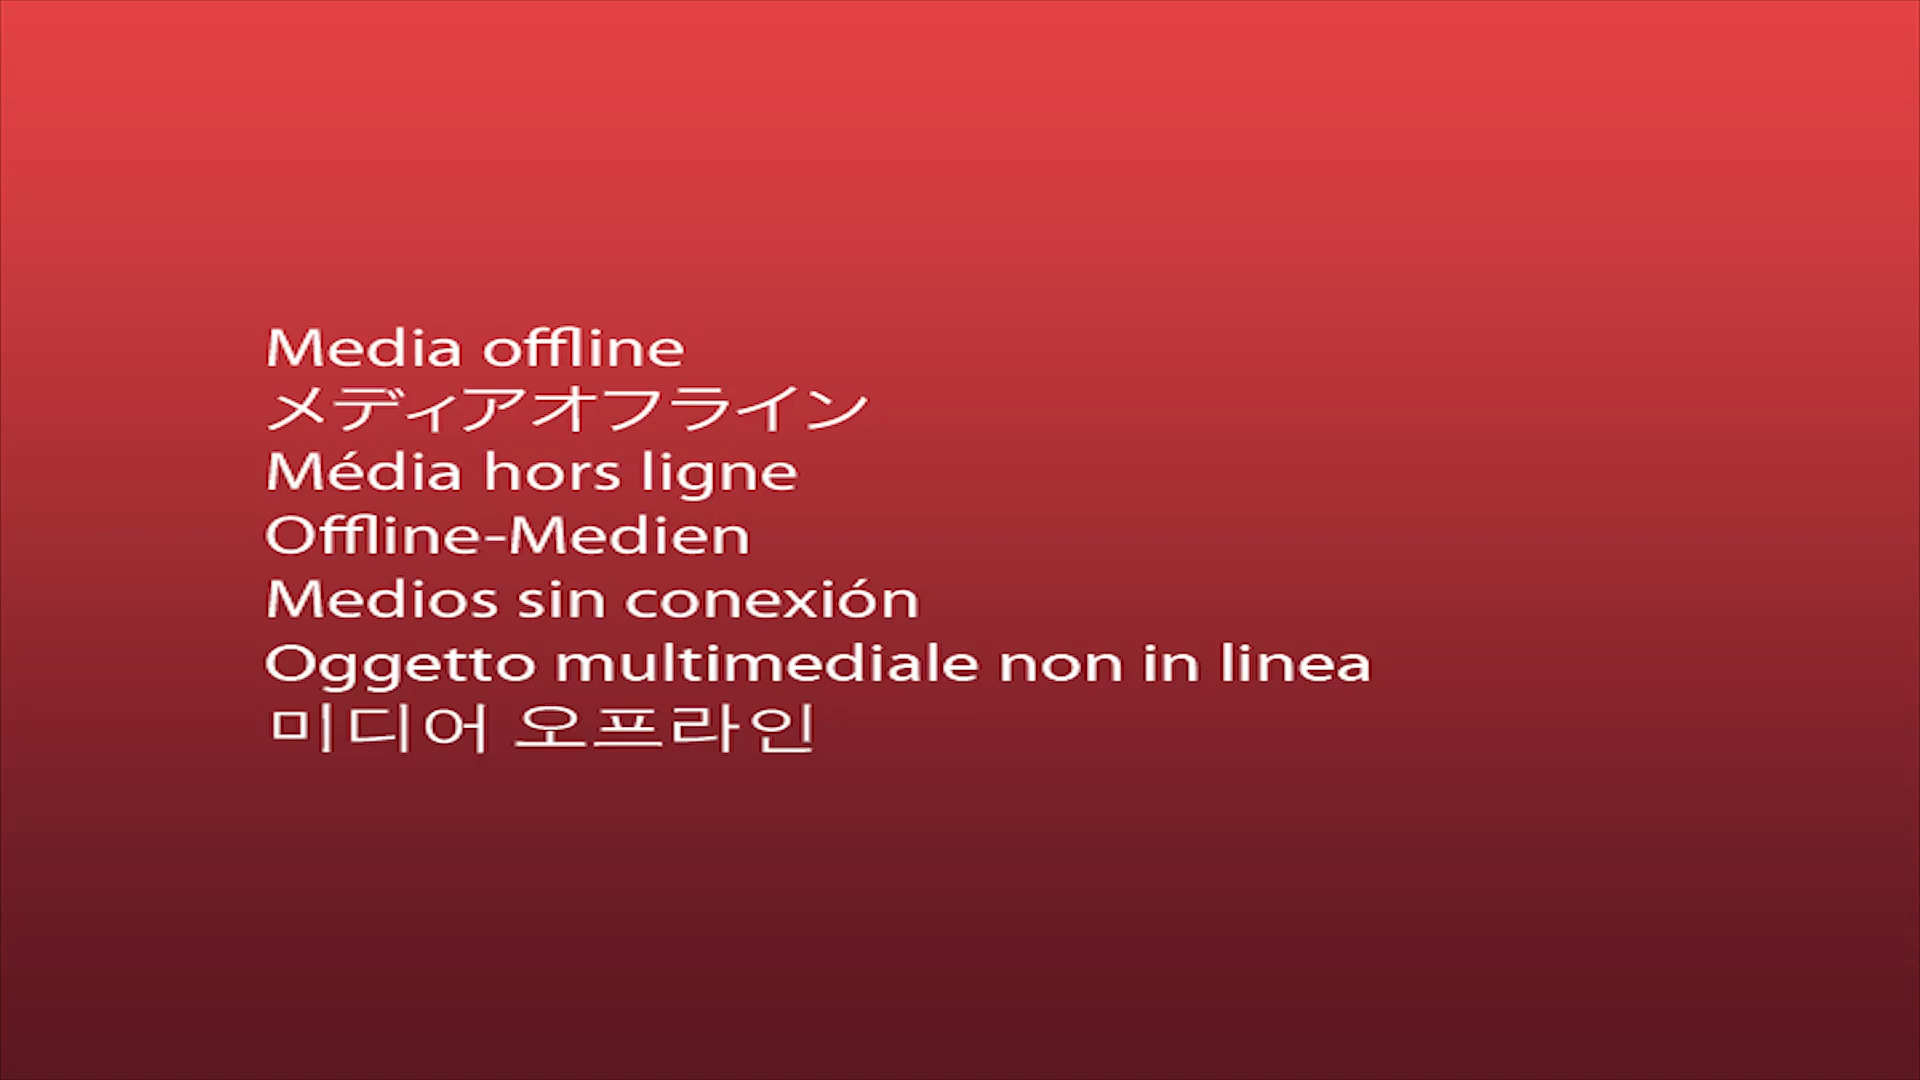 Media offline
メディアオフライン
Média hors ligne
Offline-Medien
Medios sin conexión
Oggetto multimediale non in linea
미디어 오프라인